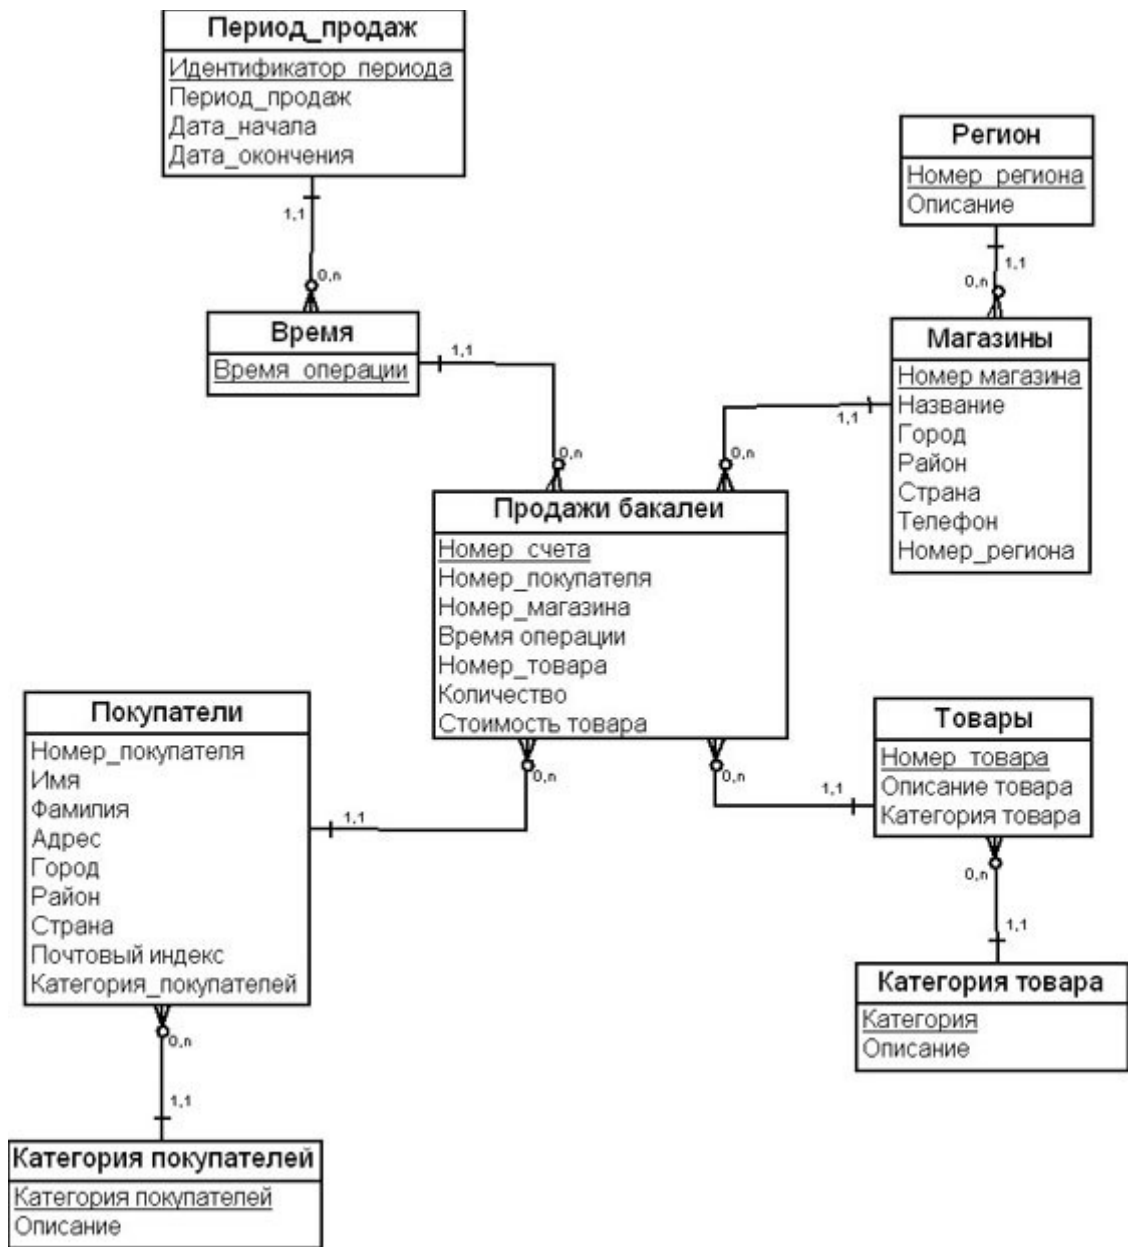 Период_продаж
Идентификатор_периода
Период_продаж
Дата_начала
Дата_окончения
1,1
0,n
Время
Время_операции
1,1
0,n
Регион
Номер_региона
Описание
1,1
0,n
Магазины
Номер магазина
Название
Город
Район
Страна
Телефон
Номер_региона
1,1
0,n
Продажи бакалеи
Номер_счета
Номер_покупателя
Номер_магазина
Время операции
Номер_товара
Количество
Стоимость товара
0,n
0,n
Покупатели
Номер_покупателя
Имя
Фамилия
Адрес
Город
Район
Страна
Почтовый индекс
Категория_покупателей
1,1
0,n
1,1
Категория покупателей
Категория покупателей
Описание
Товары
Номер_товара
Описание товара
Категория товара
1,1
0,n
1,1
Категория товара
Категория
Описание